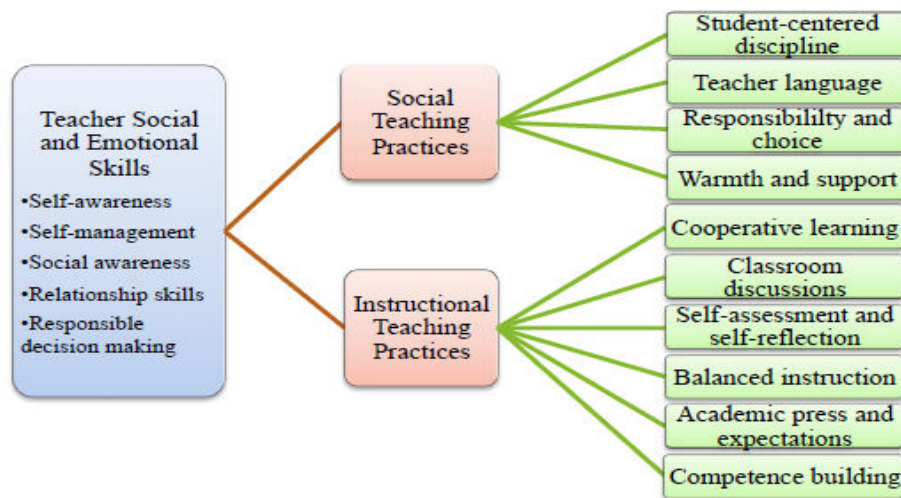 Teacher Social
and Emotional
Skills
•Self-awareness
•Self-management
•Social awareness
•Relationship skills
•Responsible
decision making
Social
Teaching
Practices
Instructional
Teaching
Practices
Student-centered
discipline
Teacher language
Responsibililty and
choice
Warmth and support
Cooperative learning
Classroom
discussions
Self-assessment and
self-reflection
Balanced instruction
Academic press and
expectations
Competence building